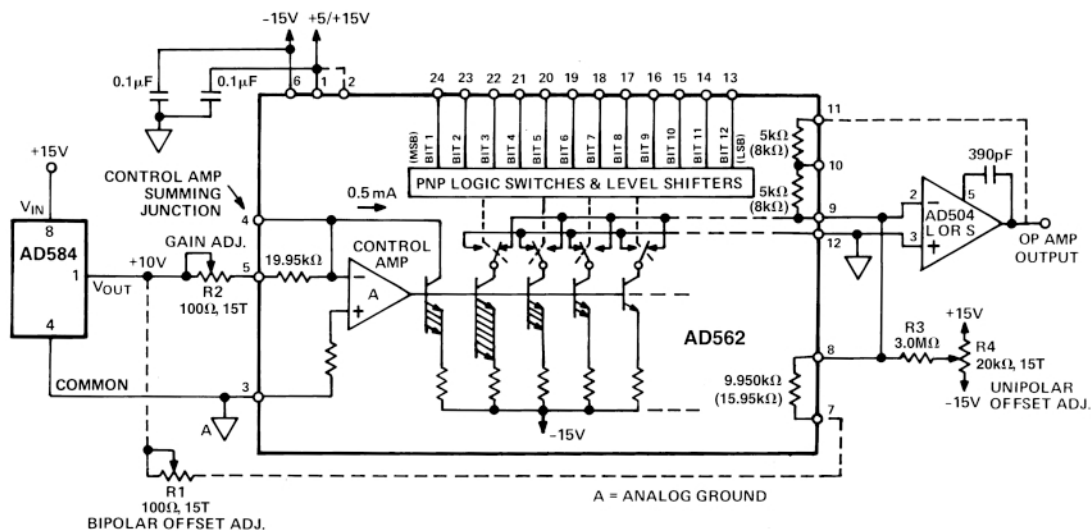 -15V
+5/+15V
0.1μF
0.1μF
6
1
2
24
23
22
21
20
19
18
17
16
15
14
13
11
(MSB)
BIT 1
BIT 2
BIT 3
BIT 4
BIT 5
BIT 6
BIT 7
BIT 8
BIT 9
BIT 10
BIT 11
BIT 12
(LSB)
5kΩ
(8kΩ)
10
5kΩ
(8kΩ)
390pF
+15V
CONTROL AMP
SUMMING
JUNCTION
0.5 mA
PNP LOGIC SWITCHES & LEVEL SHIFTERS
VIN
8
4
9
12
2
5
AD504
L OR S
3
−
+
OP AMP
OUTPUT
AD584
GAIN ADJ.
+10V
1
VOUT
R2
100Ω, 15T
5
19.95kΩ
CONTROL
AMP
−
A
+
4
AD562
8
R3
3.0MΩ
+15V
R4
20kΩ, 15T
-15V
UNIPOLAR
OFFSET ADJ.
COMMON
3
A
9.950kΩ
(15.95kΩ)
7
-15V
R1
100Ω, 15T
BIPOLAR OFFSET ADJ.
A = ANALOG GROUND